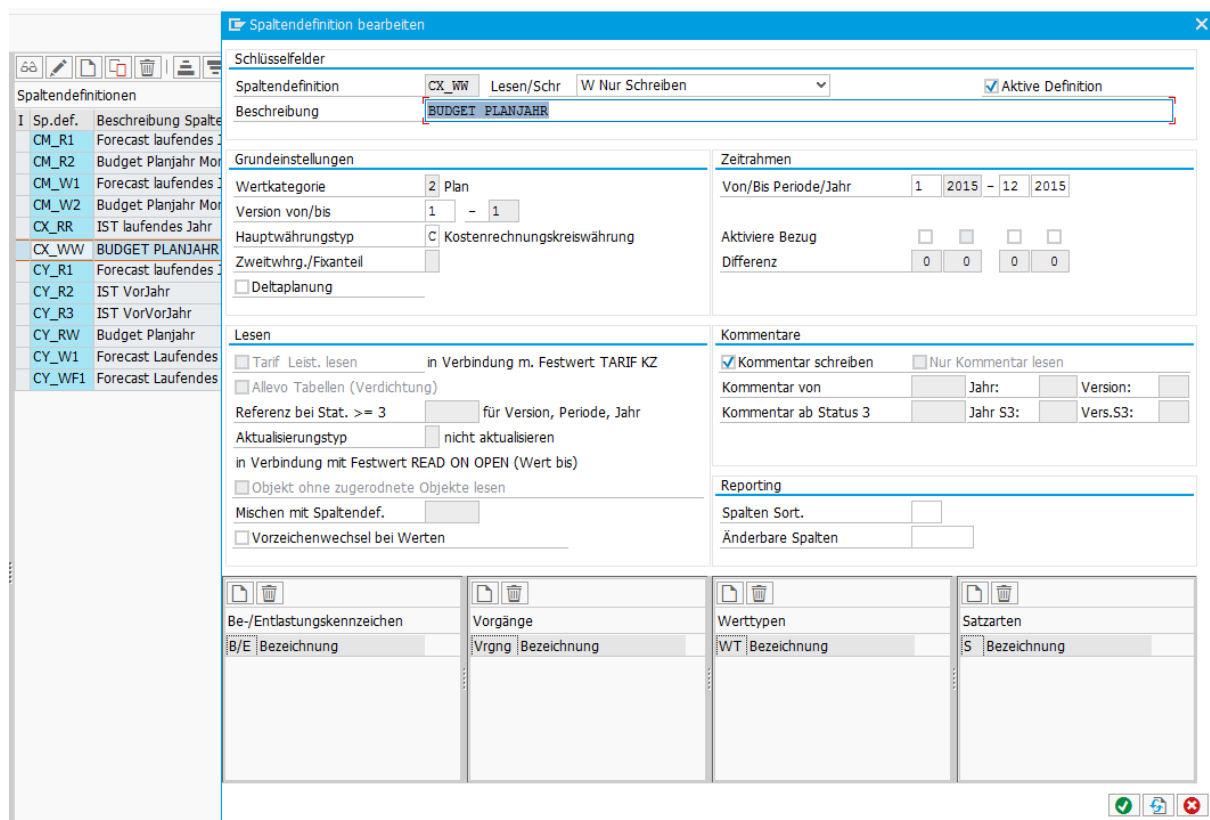 Spaltendefinition bearbeiten
Schlüsselfelder
Spaltendefinition CX_WW Lesen/Schr W Nur Schreiben Aktive Definition
Beschreibung BUDGET PLANJAHR
Spaltendefinitionen
I Sp.def. Beschreibung Spalte
CM_R1 Forecast laufendes J
CM_R2 Budget Planjahr Mon
CM_W1 Forecast laufendes J
CM_W2 Budget Planjahr Mon
CX_RR IST laufendes Jahr
CX_WW BUDGET PLANJAHR
CY_R1 Forecast laufendes J
CY_R2 IST VorJahr
CY_R3 IST VorVorJahr
CY_RW Budget Planjahr
CY_W1 Forecast Laufendes
CY_WF1 Forecast Laufendes
Grundeinstellungen
Wertkategorie 2 Plan
Version von/bis 1 - 1
Hauptwährungstyp C Kostenrechnungskreiswährung
Zweitwhrg./Fixanteil
Deltaplanung
Zeitrahmen
Von/Bis Periode/Jahr 1 2015 - 12 2015
Aktiviere Bezug
Differenz 0 0 0 0
Lesen
Tarif Leist. lesen in Verbindung m. Festwert TARIF KZ
Allevo Tabellen (Verdichtung)
Referenz bei Stat. >= 3 für Version, Periode, Jahr
Aktualisierungstyp nicht aktualisieren
in Verbindung mit Festwert READ ON OPEN (Wert bis)
Objekt ohne zugerodnete Objekte lesen
Mischen mit Spaltendef.
Vorzeichenwechsel bei Werten
Kommentare
Kommentar schreiben Nur Kommentar lesen
Kommentar von Jahr: Version:
Kommentar ab Status 3 Jahr S3: Vers.S3:
Reporting
Spalten Sort.
Änderbare Spalten
Be-/Entlastungskennzeichen
B/E Bezeichnung
Vorgänge
Vrgng Bezeichnung
Werttypen
WT Bezeichnung
Satzarten
S Bezeichnung